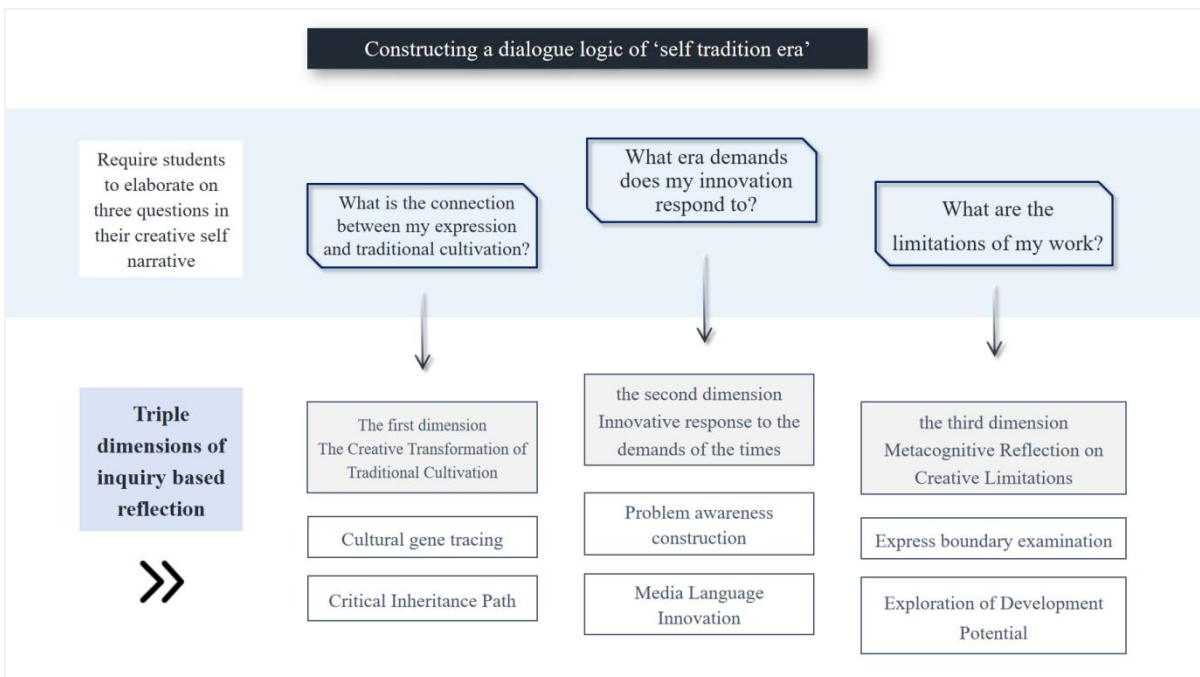 Constructing a dialogue logic of ‘self tradition era’
Require students
to elaborate on
three questions in
their creative self
narrative
What is the connection
between my expression
and traditional cultivation?
What era demands
does my innovation
respond to?
What are the
limitations of my work?
Triple
dimensions of
inquiry based
reflection
The first dimension
The Creative Transformation of
Traditional Cultivation
Cultural gene tracing
Critical Inheritance Path
the second dimension
Innovative response to the
demands of the times
Problem awareness
construction
Media Language
Innovation
the third dimension
Metacognitive Reflection on
Creative Limitations
Express boundary examination
Exploration of Development
Potential